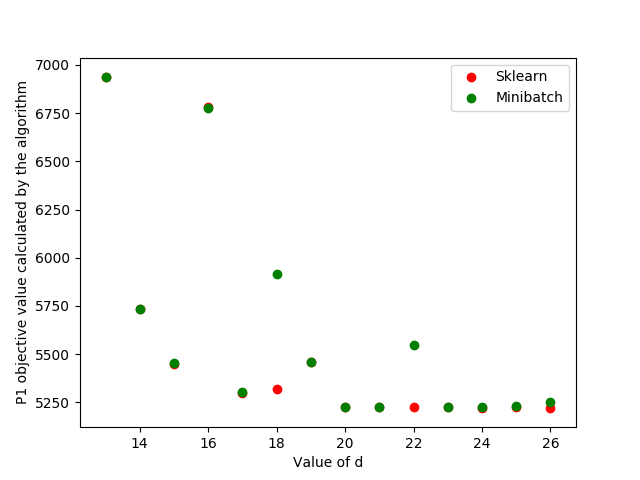 7000
6750
6500
6250
6000
5750
5500
5250
14 16 18 20 22 24 26
Value of d
P1 objective value calculated by the algorithm
Sklearn
Minibatch